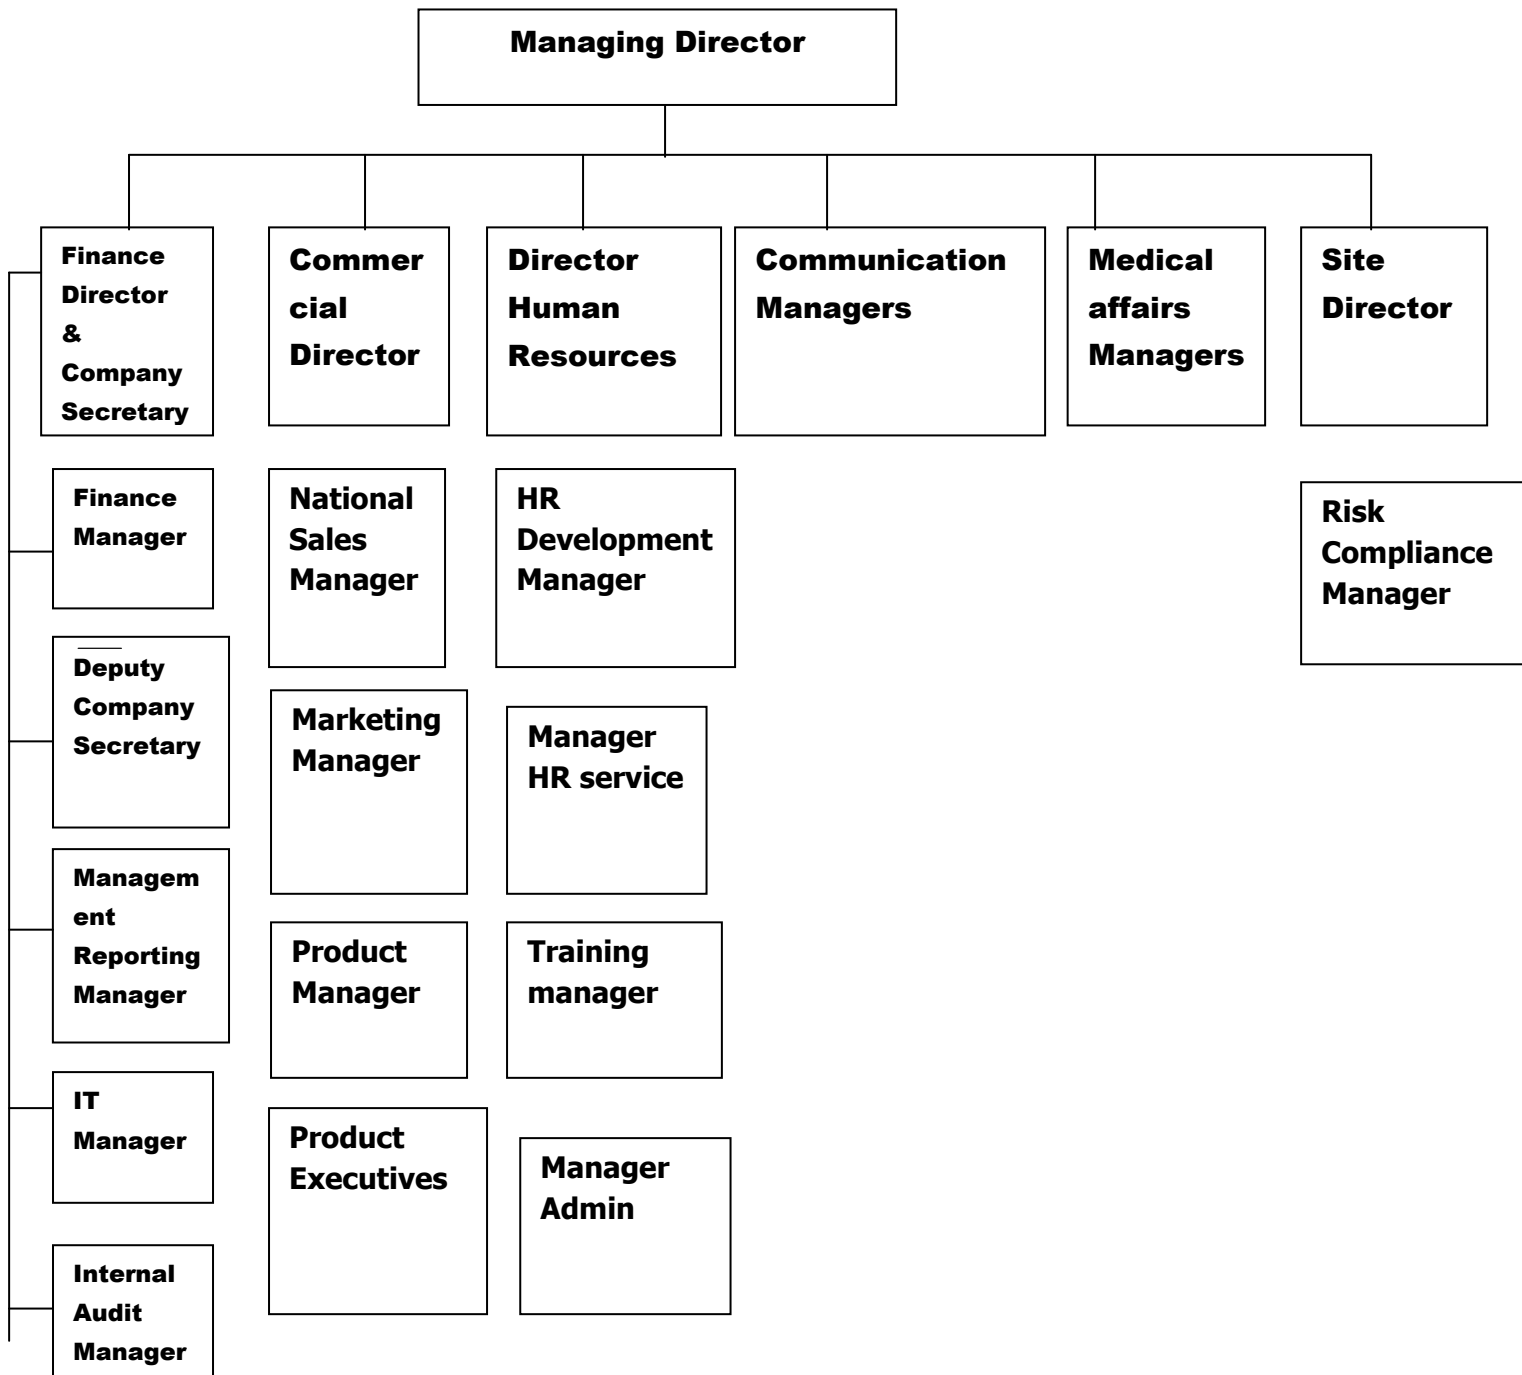 Managing Director
Finance
Director
&
Company
Secretary
Commer
cial
Director
Director
Human
Resources
Communication
Managers
Medical
affairs
Managers
Site
Director
Finance
Manager
National
Sales
Manager
HR
Development
Manager
Risk
Compliance
Manager
Deputy
Company
Secretary
Marketing
Manager
Manager
HR service
Managem
ent
Reporting
Manager
Product
Manager
Training
manager
IT
Manager
Product
Executives
Manager
Admin
Internal
Audit
Manager